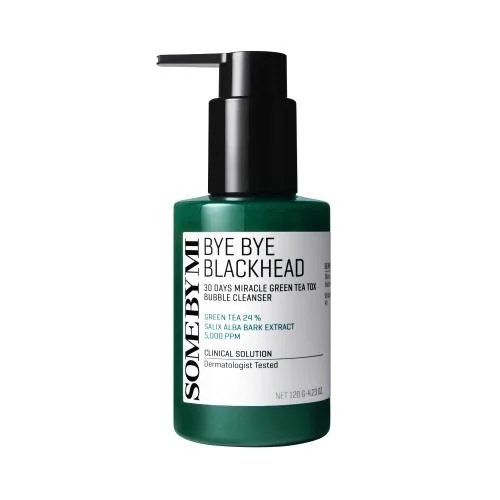 SOME BY MI
BYE BYE
BLACKHEAD
30 DAYS MIRACLE GREEN TEA TOX
BUBBLE CLEANSER
GREEN TEA 24 %
SALIX ALBA BARK EXTRACT
5,000 PPM
CLINICAL SOLUTION
Dermatologist Tested
NET 120 G-4.23 OZ